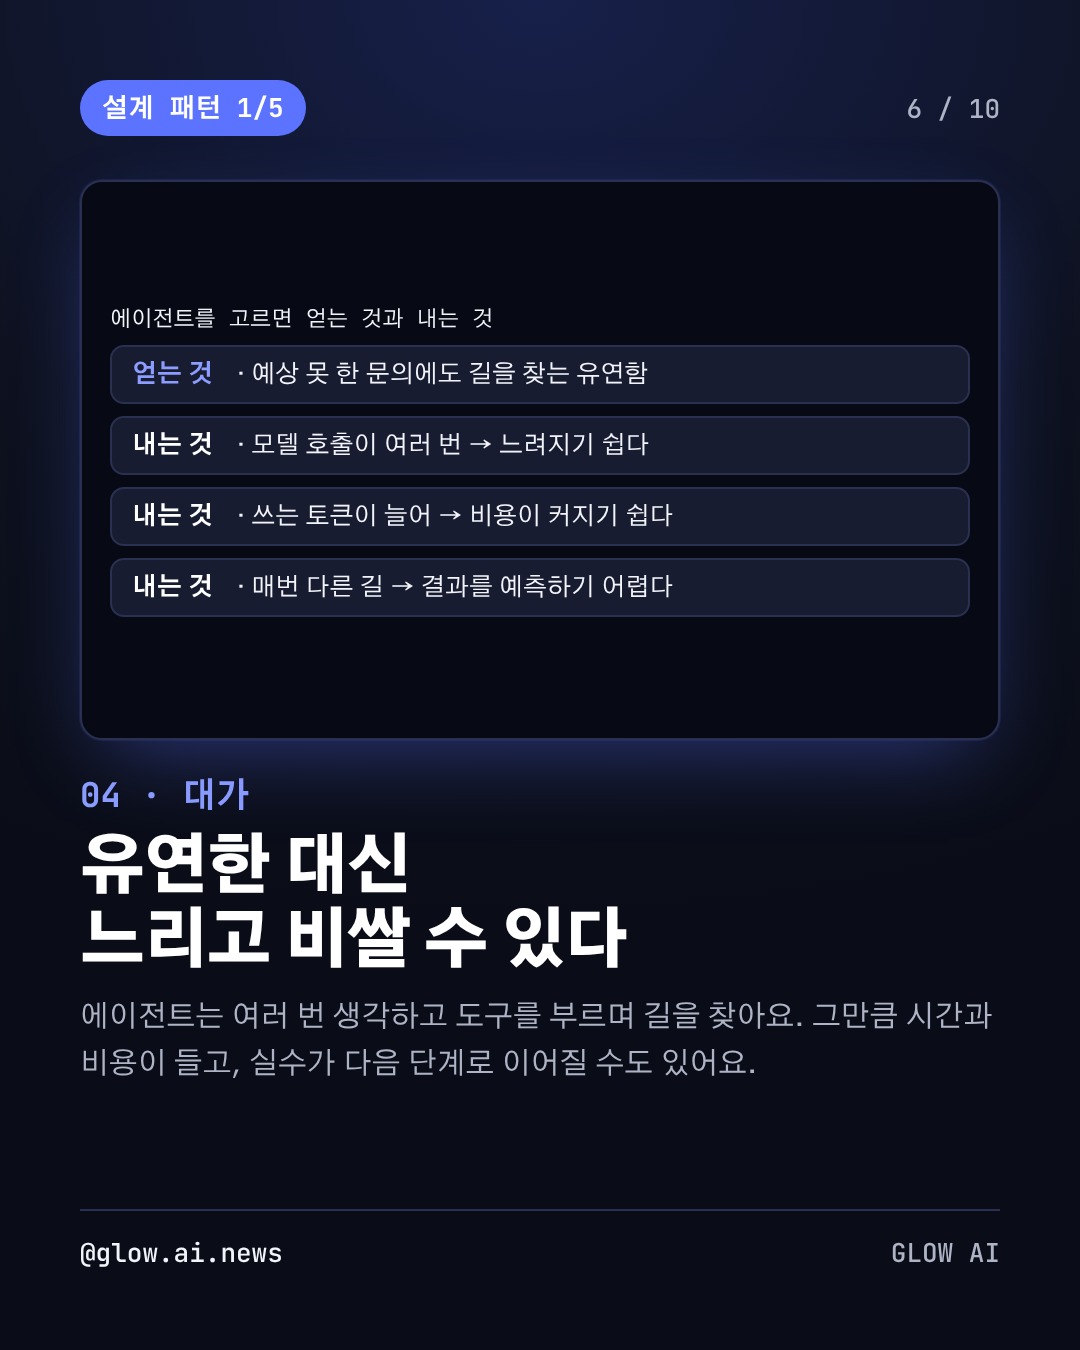 설계 패턴 1/5
6 / 10
에이전트를 고르면 얻는 것과 내는 것
얻는 것 · 예상 못 한 문의에도 길을 찾는 유연함
내는 것 · 모델 호출이 여러 번 → 느려지기 쉽다
내는 것 · 쓰는 토큰이 늘어 → 비용이 커지기 쉽다
내는 것 · 매번 다른 길 → 결과를 예측하기 어렵다
04 · 대가
유연한 대신
느리고 비쌀 수 있다
에이전트는 여러 번 생각하고 도구를 부르며 길을 찾아요. 그만큼 시간과
비용이 들고, 실수가 다음 단계로 이어질 수도 있어요.
@glow.ai.news
GLOW AI